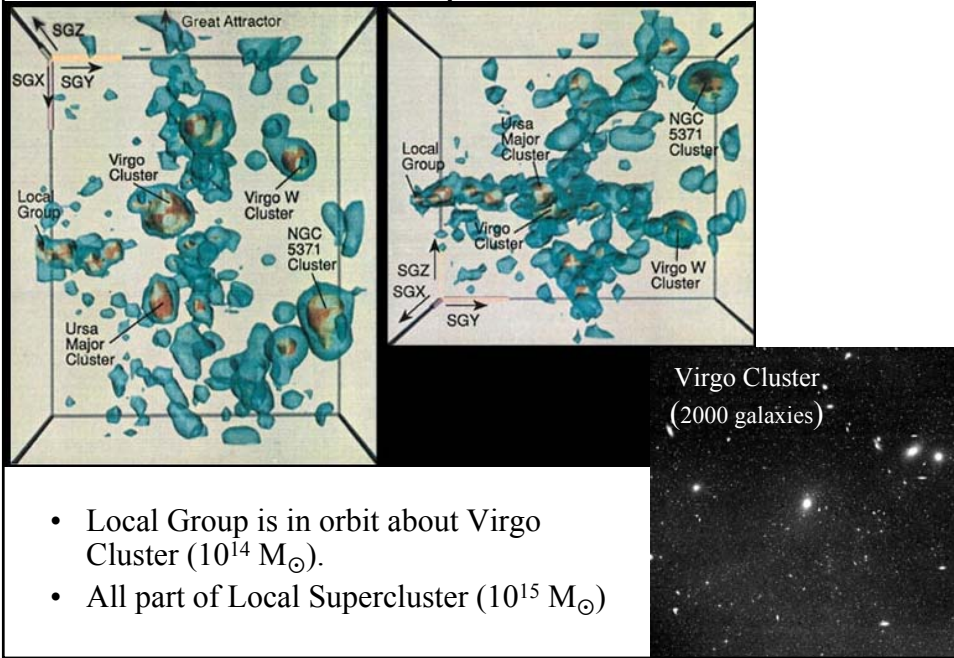 SGZ
Great Attractor
SGX
SGY
Virgo
Cluster
Local
Group
Virgo W
Cluster
NGC
5371
Cluster
Ursa
Major
Cluster
NGC
5371
Cluster
Ursa
Major
Cluster
Local
Group
Virgo
Cluster
SGZ
SGX
SGY
Virgo W
Cluster
Virgo Cluster
(2000 galaxies)
• Local Group is in orbit about Virgo
Cluster (10¹⁴ M☉).
• All part of Local Supercluster (10¹⁵ M☉)